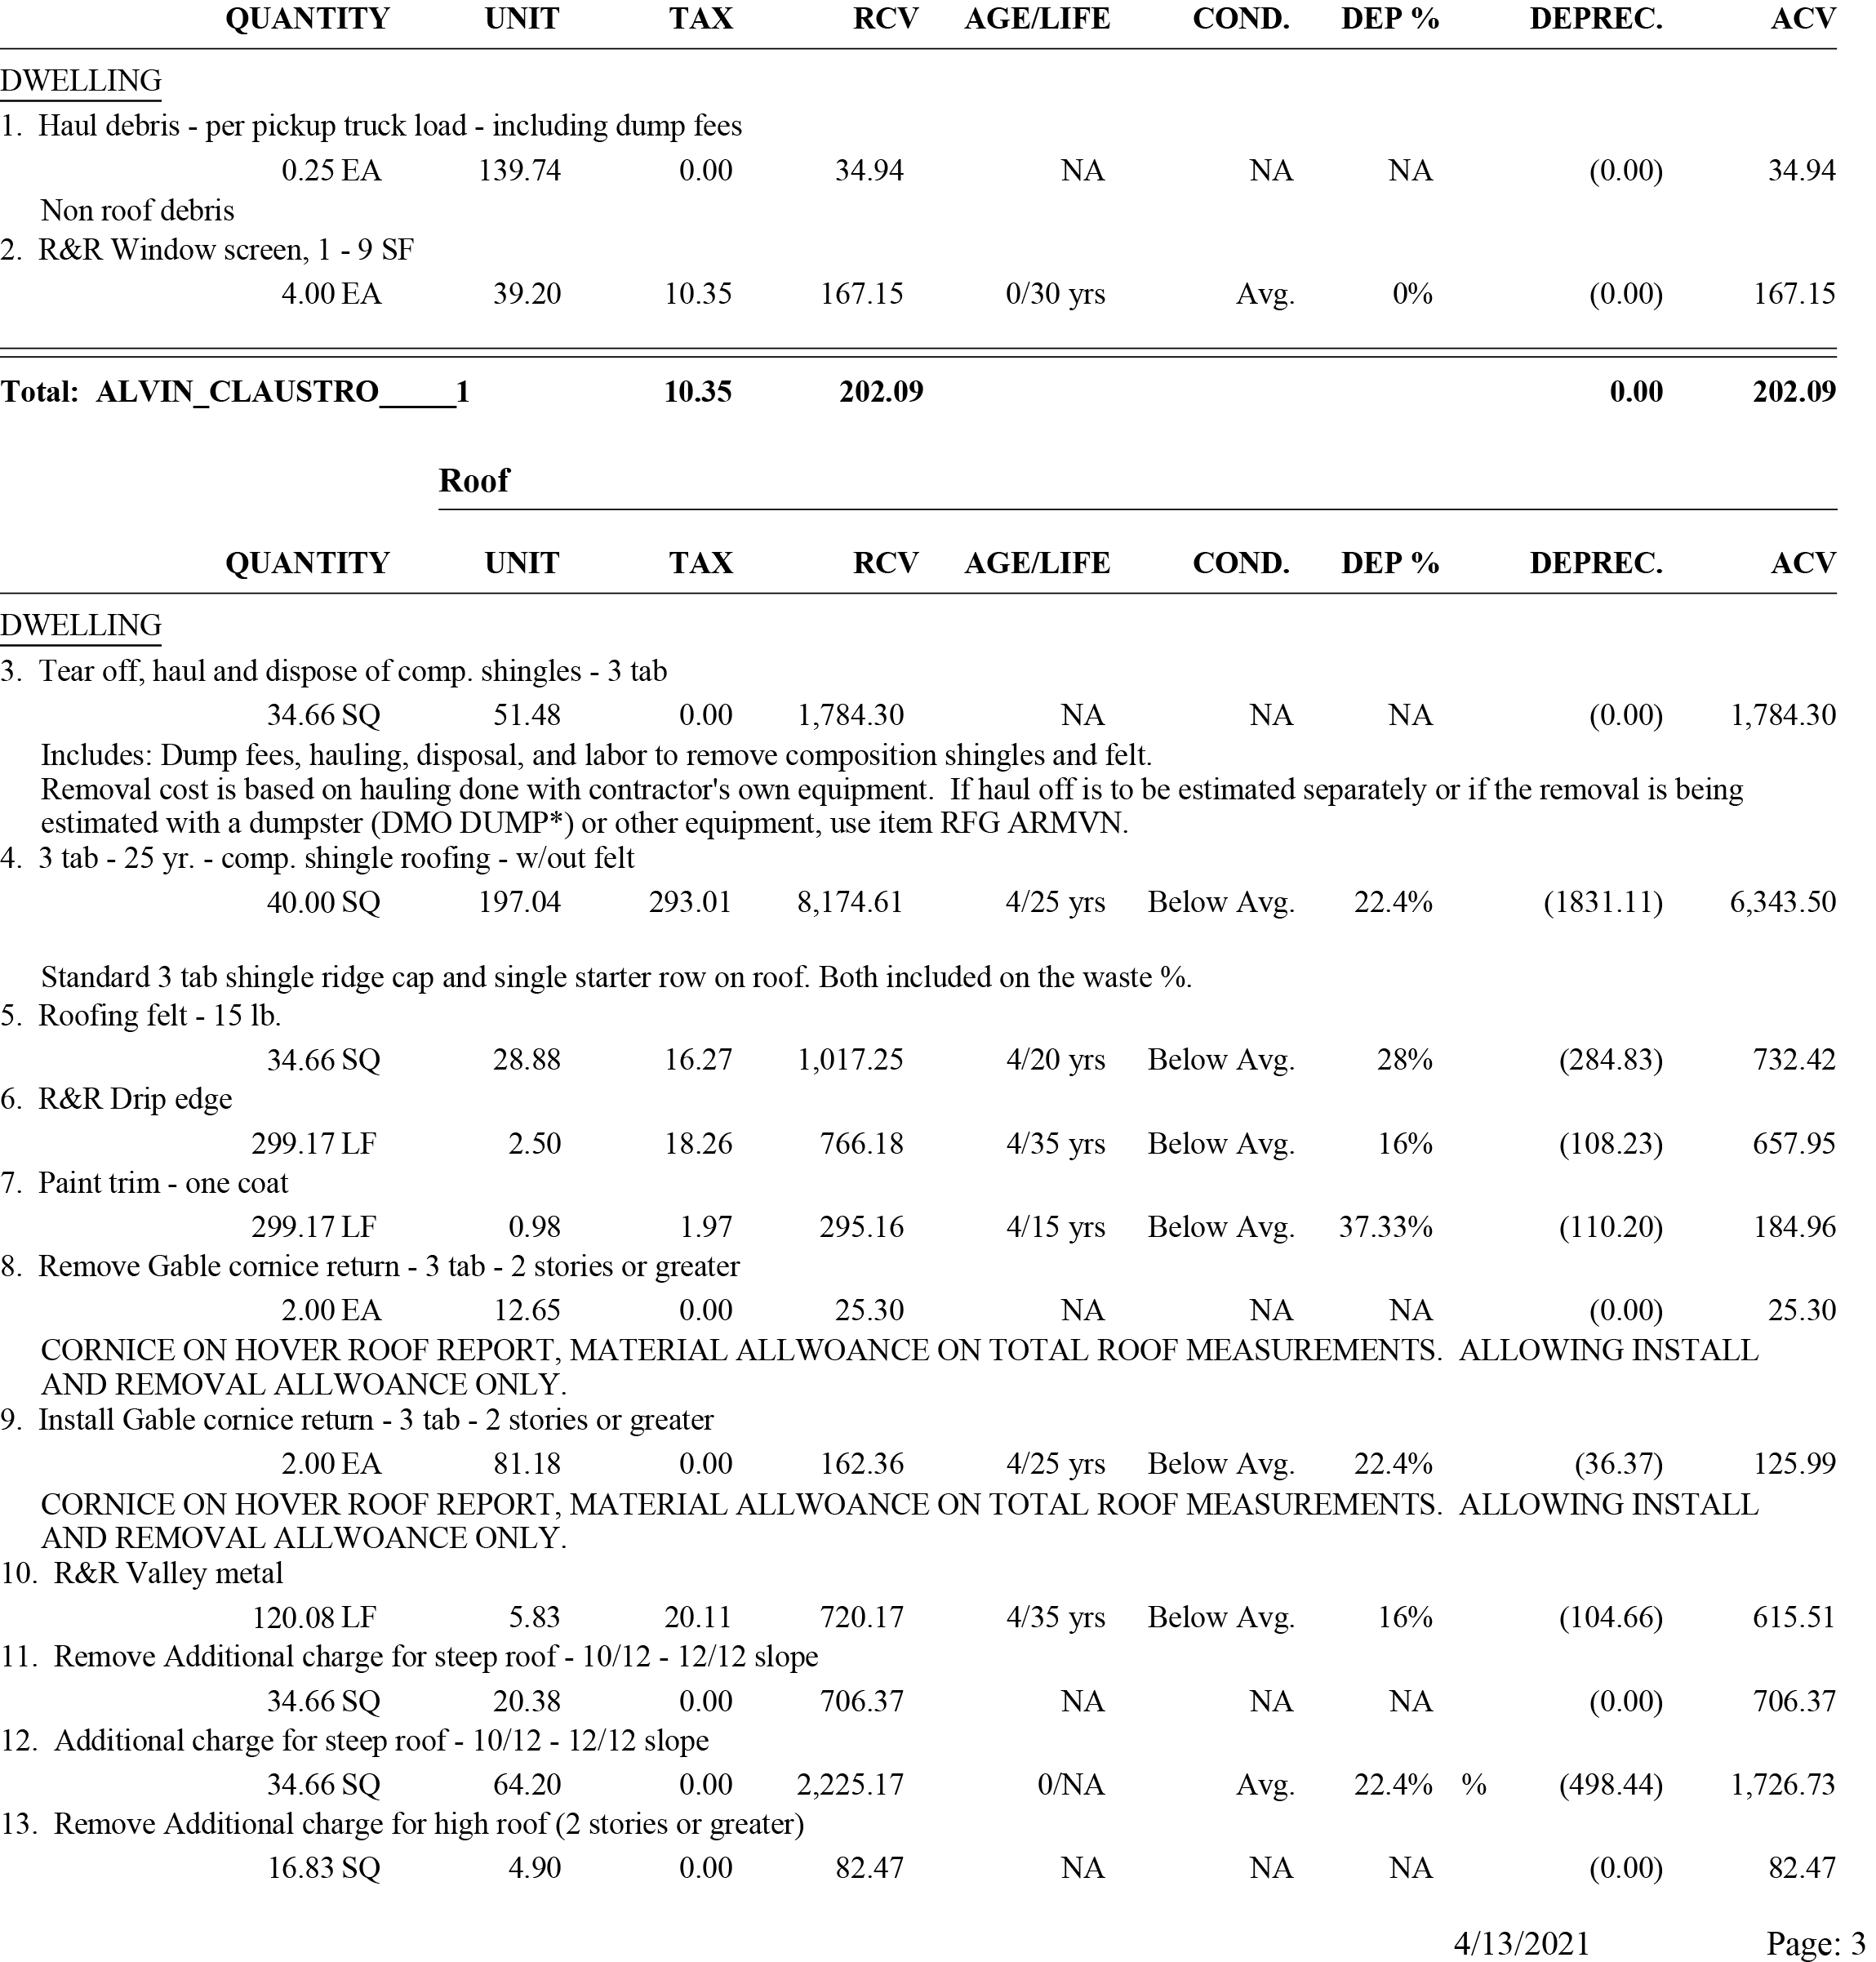 QUANTITY UNIT TAX RCV AGE/LIFE COND. DEP % DEPREC. ACV
DWELLING
1. Haul debris - per pickup truck load - including dump fees
0.25 EA 139.74 0.00 34.94 NA NA NA (0.00) 34.94
Non roof debris
2. R&R Window screen, 1 - 9 SF
4.00 EA 39.20 10.35 167.15 0/30 yrs Avg. 0% (0.00) 167.15
Total: ALVIN_CLAUSTRO_____1 10.35 202.09 0.00 202.09
Roof
QUANTITY UNIT TAX RCV AGE/LIFE COND. DEP % DEPREC. ACV
DWELLING
3. Tear off, haul and dispose of comp. shingles - 3 tab
34.66 SQ 51.48 0.00 1,784.30 NA NA NA (0.00) 1,784.30
Includes: Dump fees, hauling, disposal, and labor to remove composition shingles and felt.
Removal cost is based on hauling done with contractor's own equipment. If haul off is to be estimated separately or if the removal is being
estimated with a dumpster (DMO DUMP*) or other equipment, use item RFG ARMVN.
4. 3 tab - 25 yr. - comp. shingle roofing - w/out felt
40.00 SQ 197.04 293.01 8,174.61 4/25 yrs Below Avg. 22.4% (1831.11) 6,343.50
Standard 3 tab shingle ridge cap and single starter row on roof. Both included on the waste %.
5. Roofing felt - 15 lb.
34.66 SQ 28.88 16.27 1,017.25 4/20 yrs Below Avg. 28% (284.83) 732.42
6. R&R Drip edge
299.17 LF 2.50 18.26 766.18 4/35 yrs Below Avg. 16% (108.23) 657.95
7. Paint trim - one coat
299.17 LF 0.98 1.97 295.16 4/15 yrs Below Avg. 37.33% (110.20) 184.96
8. Remove Gable cornice return - 3 tab - 2 stories or greater
2.00 EA 12.65 0.00 25.30 NA NA NA (0.00) 25.30
CORNICE ON HOVER ROOF REPORT, MATERIAL ALLWOANCE ON TOTAL ROOF MEASUREMENTS. ALLOWING INSTALL
AND REMOVAL ALLWOANCE ONLY.
9. Install Gable cornice return - 3 tab - 2 stories or greater
2.00 EA 81.18 0.00 162.36 4/25 yrs Below Avg. 22.4% (36.37) 125.99
CORNICE ON HOVER ROOF REPORT, MATERIAL ALLWOANCE ON TOTAL ROOF MEASUREMENTS. ALLOWING INSTALL
AND REMOVAL ALLWOANCE ONLY.
10. R&R Valley metal
120.08 LF 5.83 20.11 720.17 4/35 yrs Below Avg. 16% (104.66) 615.51
11. Remove Additional charge for steep roof - 10/12 - 12/12 slope
34.66 SQ 20.38 0.00 706.37 NA NA NA (0.00) 706.37
12. Additional charge for steep roof - 10/12 - 12/12 slope
34.66 SQ 64.20 0.00 2,225.17 0/NA Avg. 22.4% % (498.44) 1,726.73
13. Remove Additional charge for high roof (2 stories or greater)
16.83 SQ 4.90 0.00 82.47 NA NA NA (0.00) 82.47
4/13/2021 Page: 3